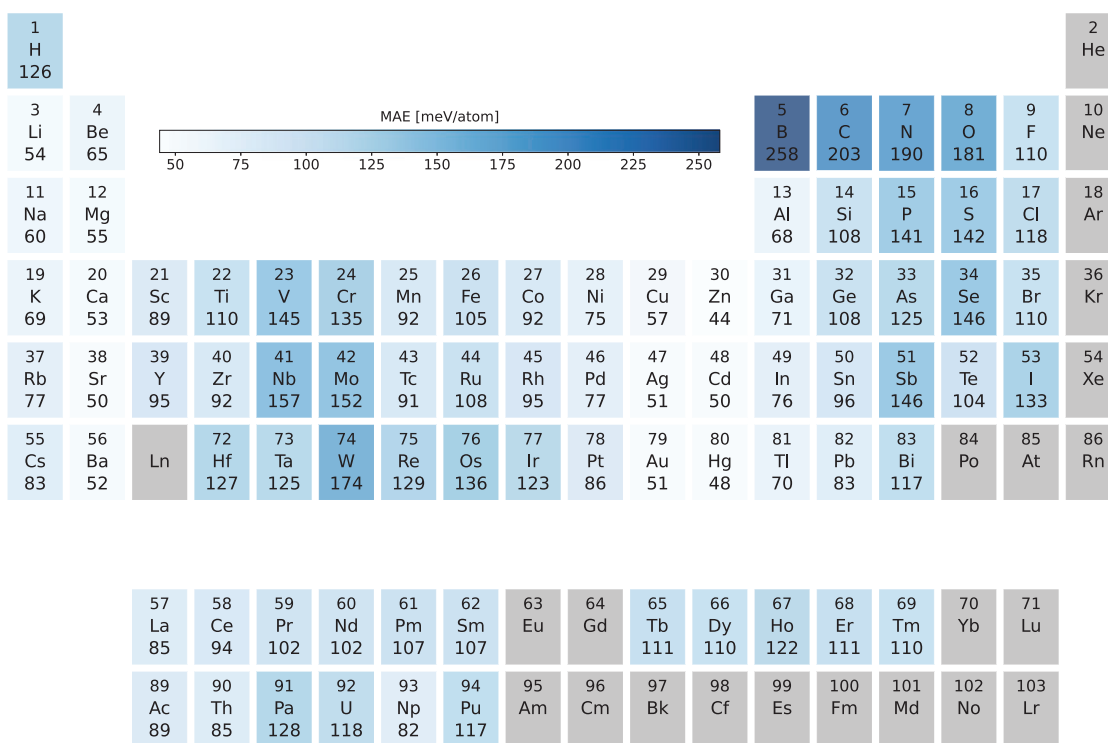 1 2
H He
126
3 4 MAE [meV/atom] 5 6 7 8 9 10
Li Be B C N O F Ne
54 65 50 75 100 125 150 175 200 225 250 258 203 190 181 110
11 12 13 14 15 16 17 18
Na Mg Al Si P S Cl Ar
60 55 68 108 141 142 118
19 20 21 22 23 24 25 26 27 28 29 30 31 32 33 34 35 36
K Ca Sc Ti V Cr Mn Fe Co Ni Cu Zn Ga Ge As Se Br Kr
69 53 89 110 145 135 92 105 92 75 57 44 71 108 125 146 110
37 38 39 40 41 42 43 44 45 46 47 48 49 50 51 52 53 54
Rb Sr Y Zr Nb Mo Tc Ru Rh Pd Ag Cd In Sn Sb Te I Xe
77 50 95 92 157 152 91 108 95 77 51 50 76 96 146 104 133
55 56 72 73 74 75 76 77 78 79 80 81 82 83 84 85 86
Cs Ba Ln Hf Ta W Re Os Ir Pt Au Hg Tl Pb Bi Po At Rn
83 52 127 125 174 129 136 123 86 51 48 70 83 117
57 58 59 60 61 62 63 64 65 66 67 68 69 70 71
La Ce Pr Nd Pm Sm Eu Gd Tb Dy Ho Er Tm Yb Lu
85 94 102 102 107 107 111 110 122 111 110
89 90 91 92 93 94 95 96 97 98 99 100 101 102 103
Ac Th Pa U Np Pu Am Cm Bk Cf Es Fm Md No Lr
89 85 128 118 82 117